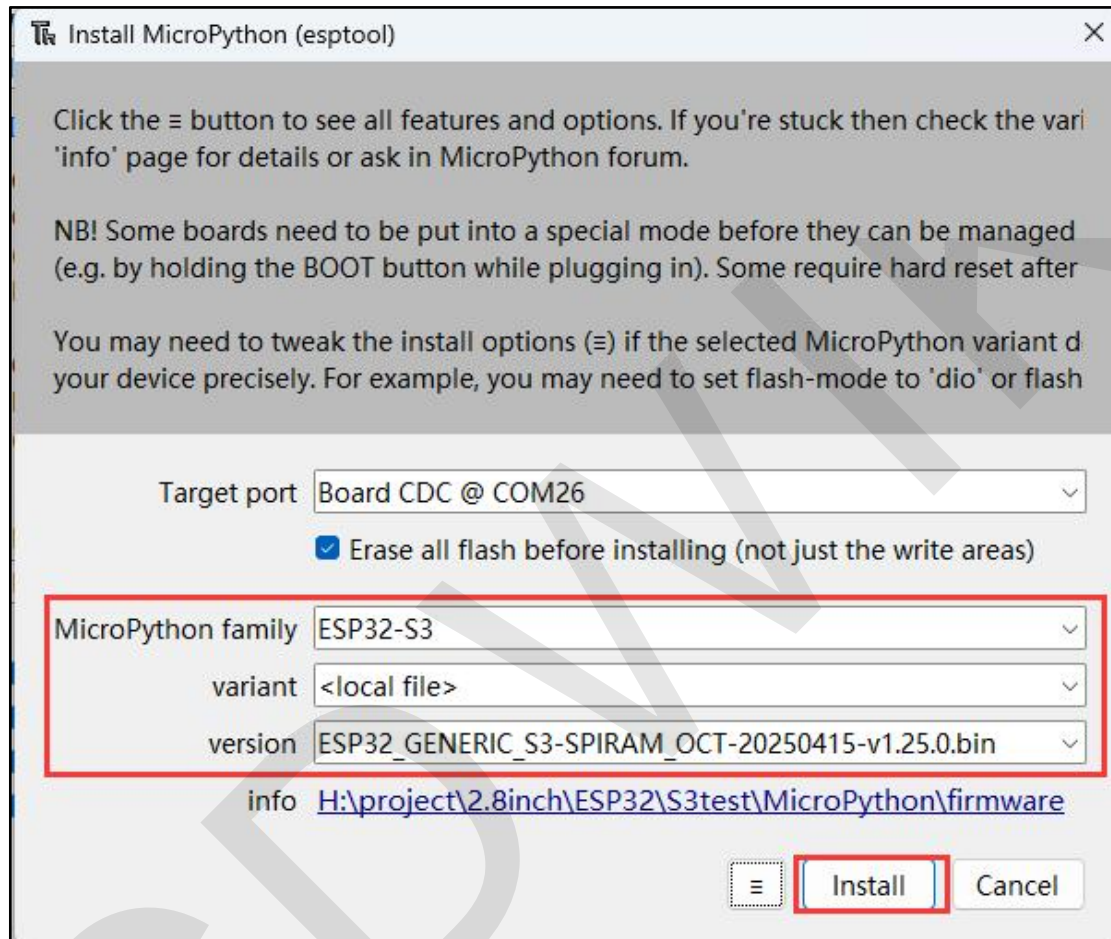 Install MicroPython (esptool)
Click the ≡ button to see all features and options. If you're stuck then check the vari
'info' page for details or ask in MicroPython forum.
NB! Some boards need to be put into a special mode before they can be managed
(e.g. by holding the BOOT button while plugging in). Some require hard reset after
You may need to tweak the install options (≡) if the selected MicroPython variant d
your device precisely. For example, you may need to set flash-mode to 'dio' or flash
Target port Board CDC @ COM26
Erase all flash before installing (not just the write areas)
MicroPython family ESP32-S3
variant <local file>
version ESP32_GENERIC_S3-SPIRAM_OCT-20250415-v1.25.0.bin
info H:\project\2.8inch\ESP32\S3test\MicroPython\firmware
≡ Install Cancel